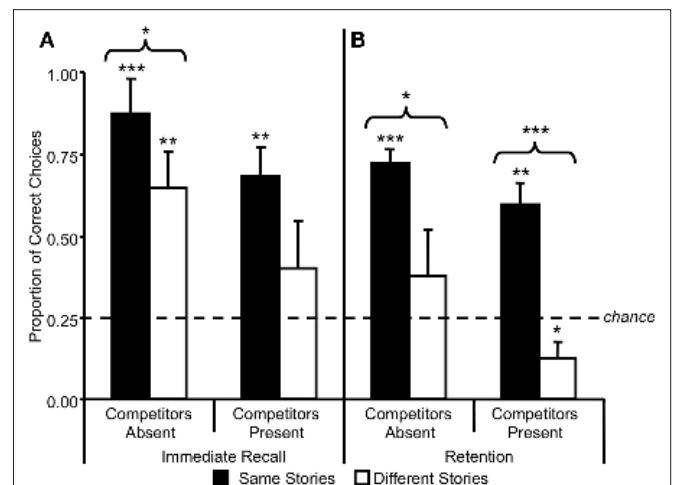 A
B
*
***
**
**
*
***
***
**
*
Proportion of Correct Choices
1.00
0.75
0.50
0.25
0.00
chance
Competitors Absent
Competitors Present
Competitors Absent
Competitors Present
Immediate Recall
Retention
Same Stories
Different Stories